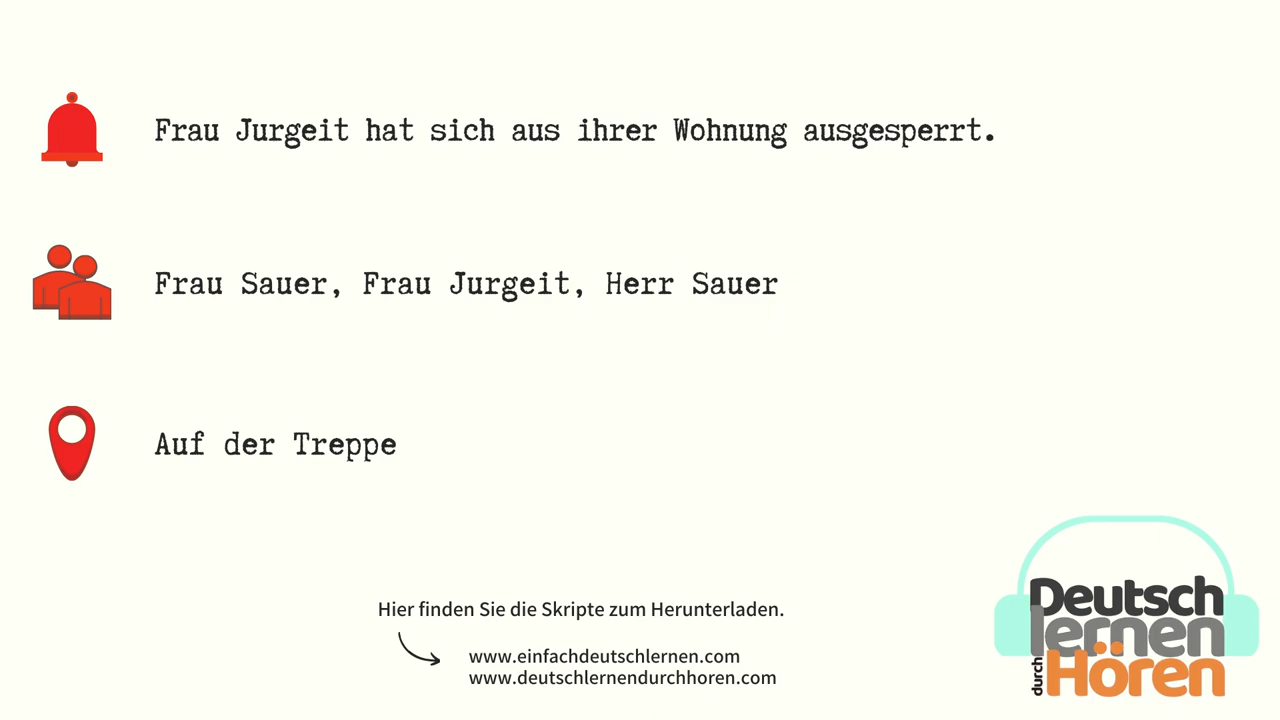 Frau Jurgeit hat sich aus ihrer Wohnung ausgesperrt.
Frau Sauer, Frau Jurgeit, Herr Sauer
Auf der Treppe
Hier finden Sie die Skripte zum Herunterladen.
www.einfachdeutschlernen.com
www.deutschlernendurchhoren.com
Deutsch
lernen
durch Hören